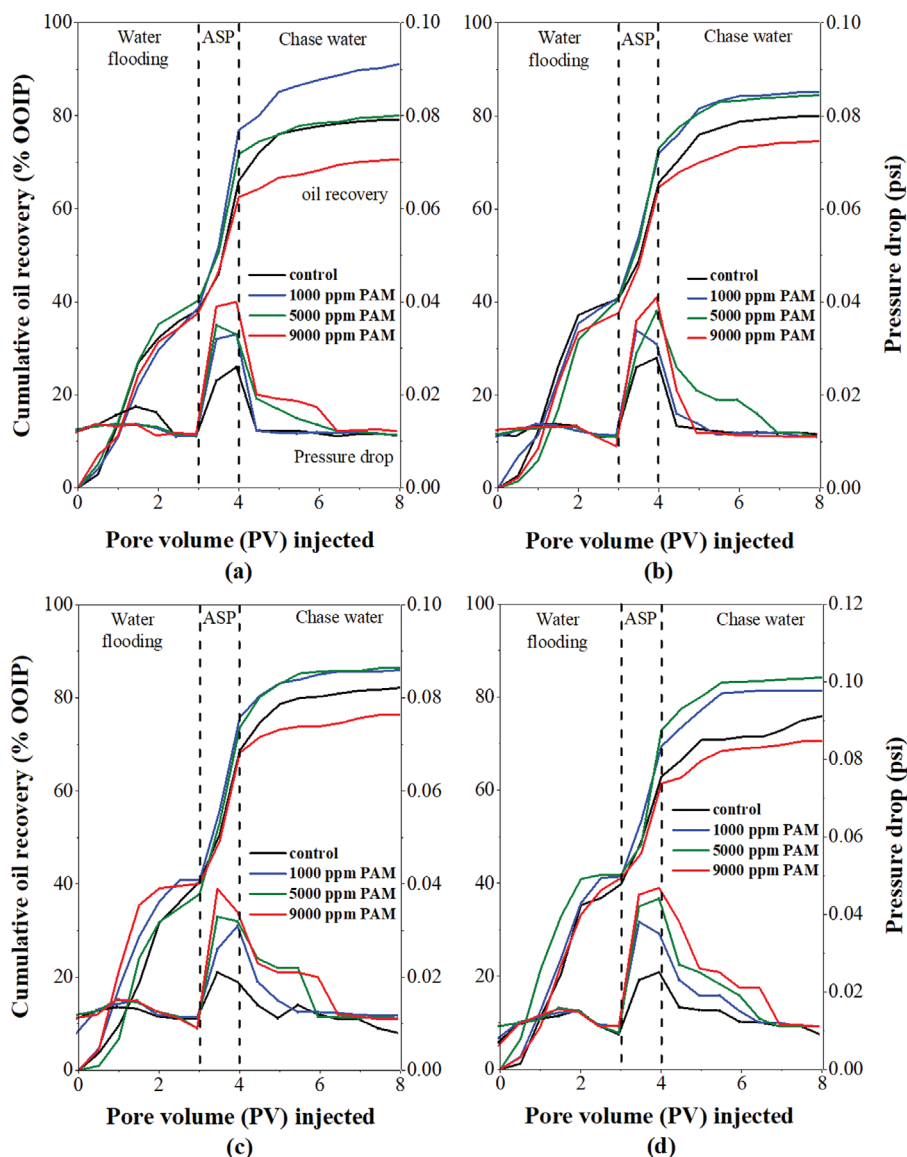 100
80
60
40
20
0
Cumulative oil recovery (% OOIP)
Water
flooding
ASP
Chase water
oil recovery
control
1000 ppm PAM
5000 ppm PAM
9000 ppm PAM
Pressure drop
0 2 4 6 8
Pore volume (PV) injected
(a)
0.10
0.08
0.06
0.04
0.02
0.00
100
80
60
40
20
0
Water
flooding
ASP
Chase water
control
1000 ppm PAM
5000 ppm PAM
9000 ppm PAM
0 2 4 6 8
Pore volume (PV) injected
(b)
0.10
0.08
0.06
0.04
0.02
0.00
Pressure drop (psi)
100
80
60
40
20
0
Cumulative oil recovery (% OOIP)
Water
flooding
ASP
Chase water
control
1000 ppm PAM
5000 ppm PAM
9000 ppm PAM
0 2 4 6 8
Pore volume (PV) injected
(c)
0.10
0.08
0.06
0.04
0.02
0.00
100
80
60
40
20
0
Water
flooding
ASP
Chase water
control
1000 ppm PAM
5000 ppm PAM
9000 ppm PAM
0 2 4 6 8
Pore volume (PV) injected
(d)
0.12
0.10
0.08
0.06
0.04
0.02
0.00
Pressure drop (psi)